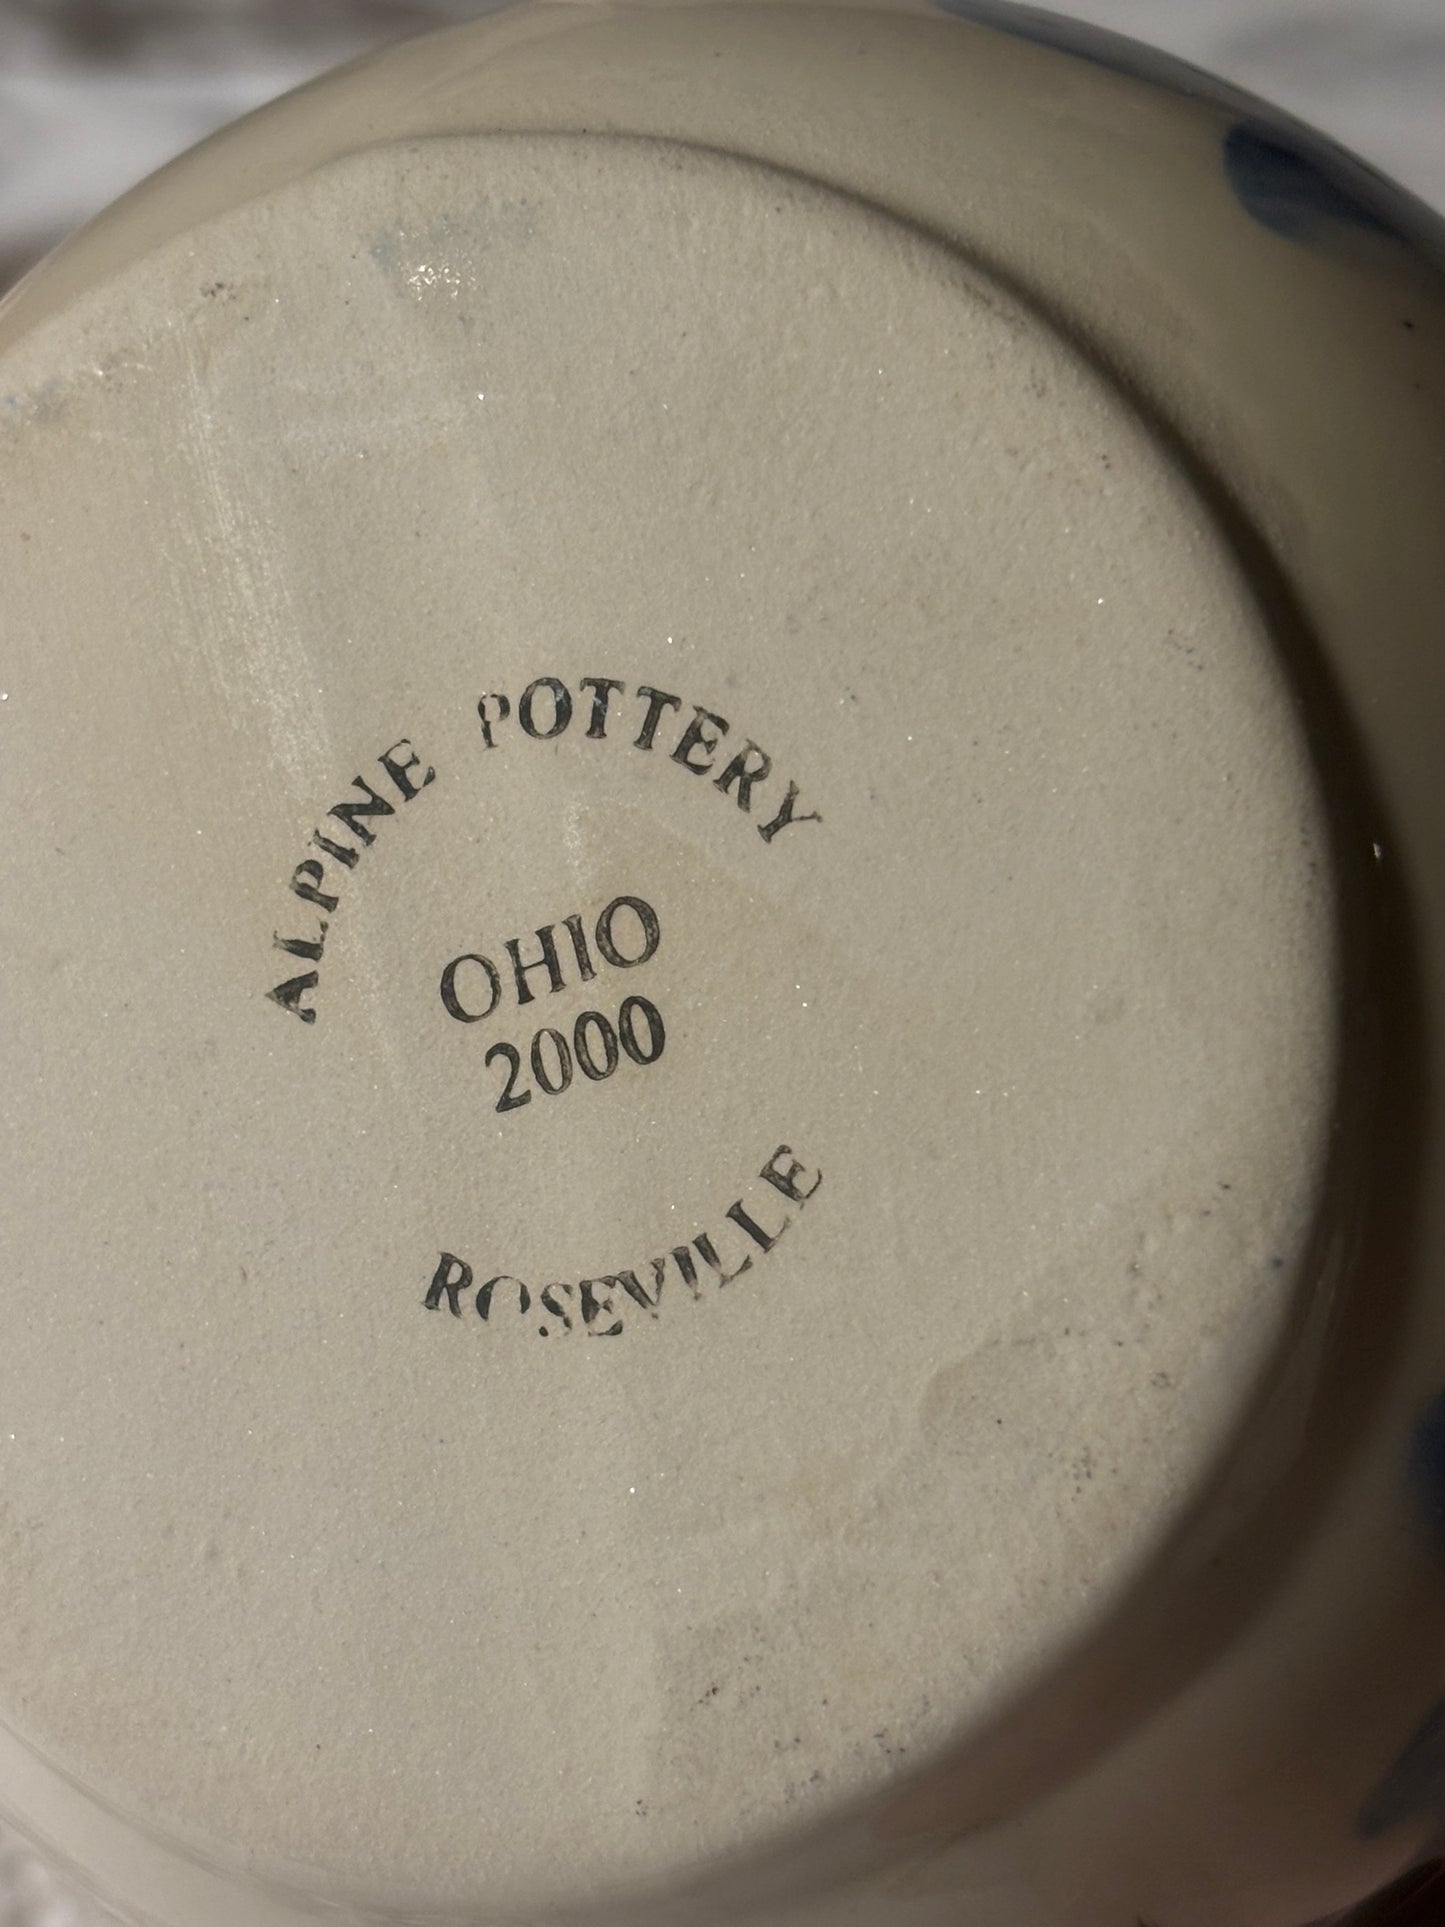 ALPINE POTTERY
OHIO
2000
ROSEVILLE